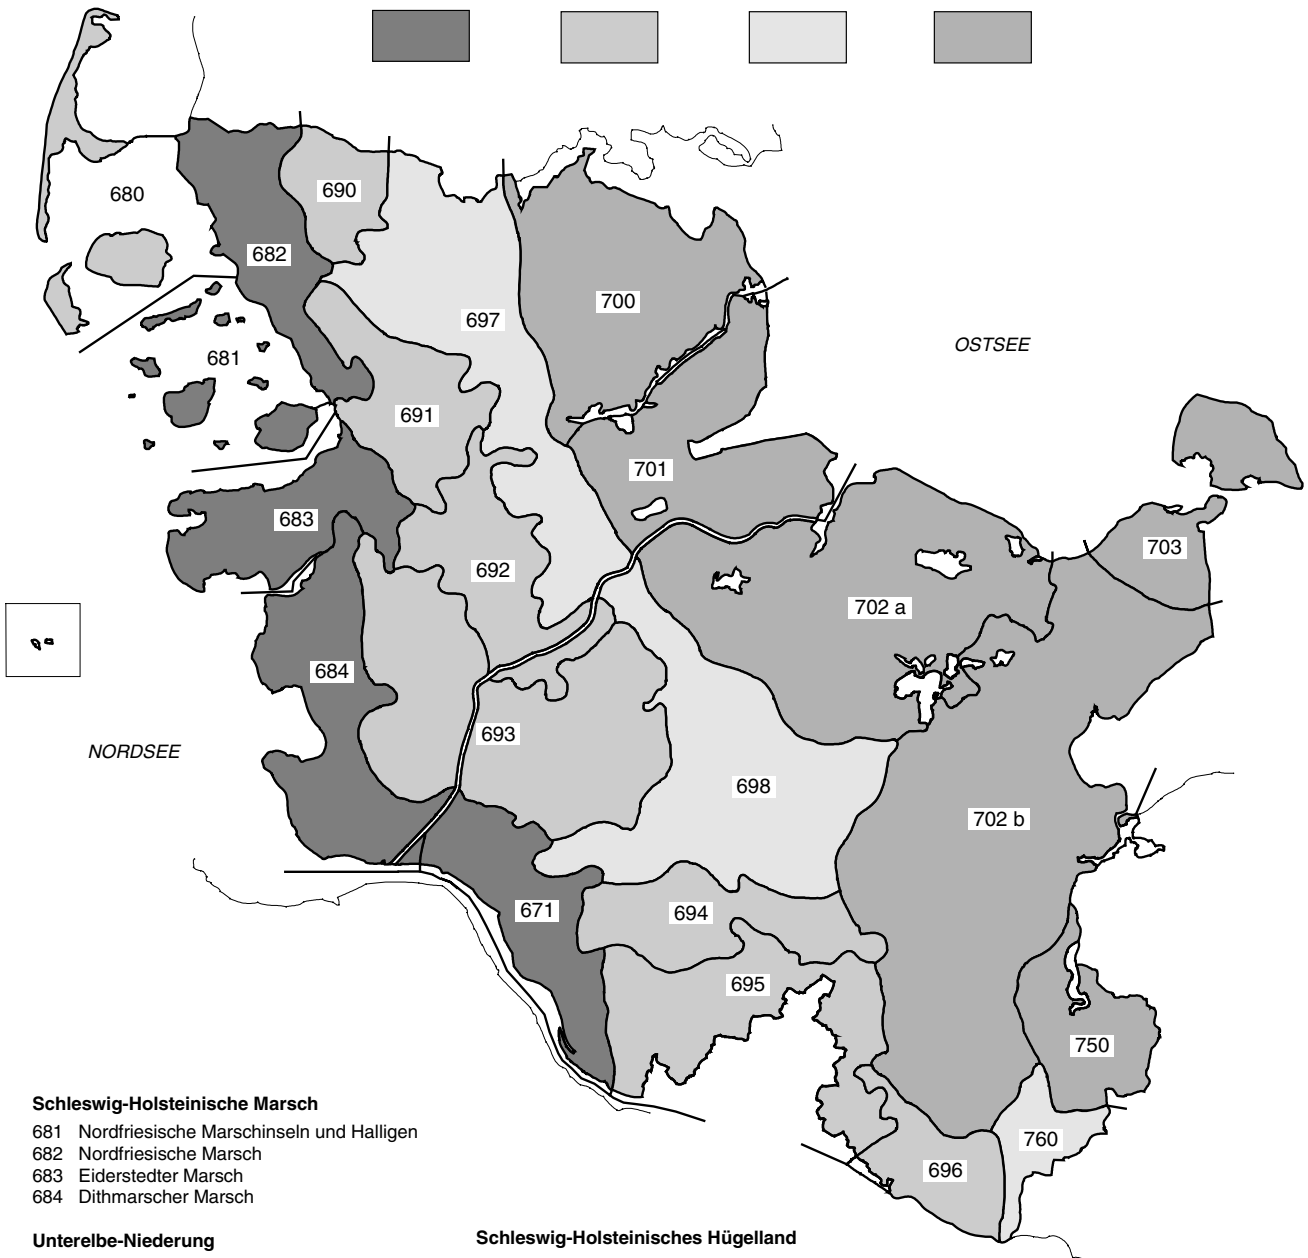 680
690
682
700
697
681
OSTSEE
691
701
683
703
692
702 a
684
693
NORDSEE
698
702 b
671
694
695
750
760
696
Schleswig-Holsteinische Marsch
681 Nordfriesische Marschinseln und Halligen
682 Nordfriesische Marsch
683 Eiderstedter Marsch
684 Dithmarscher Marsch
Unterelbe-Niederung
Schleswig-Holsteinisches Hügelland